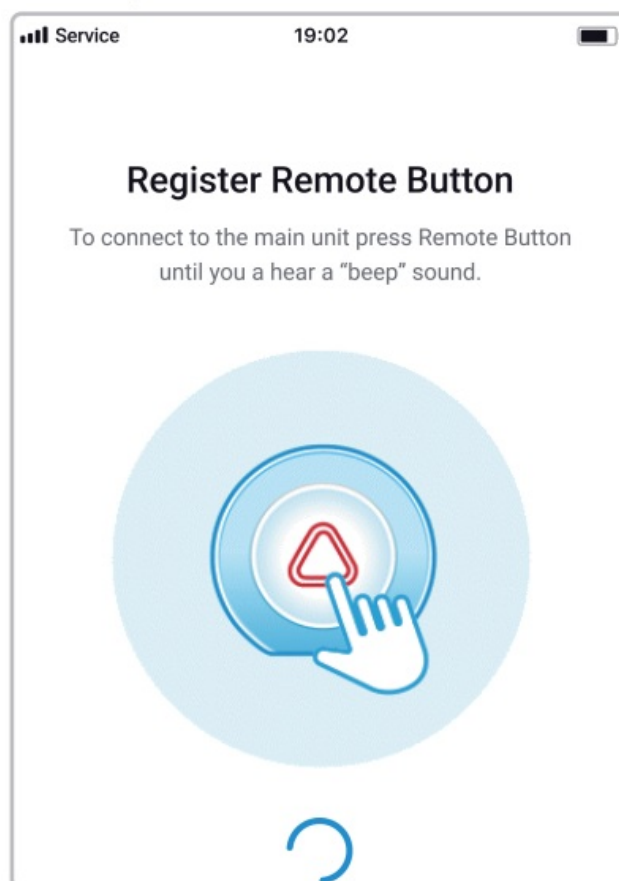 Service 19:02
Register Remote Button
To connect to the main unit press Remote Button
until you a hear a “beep” sound.